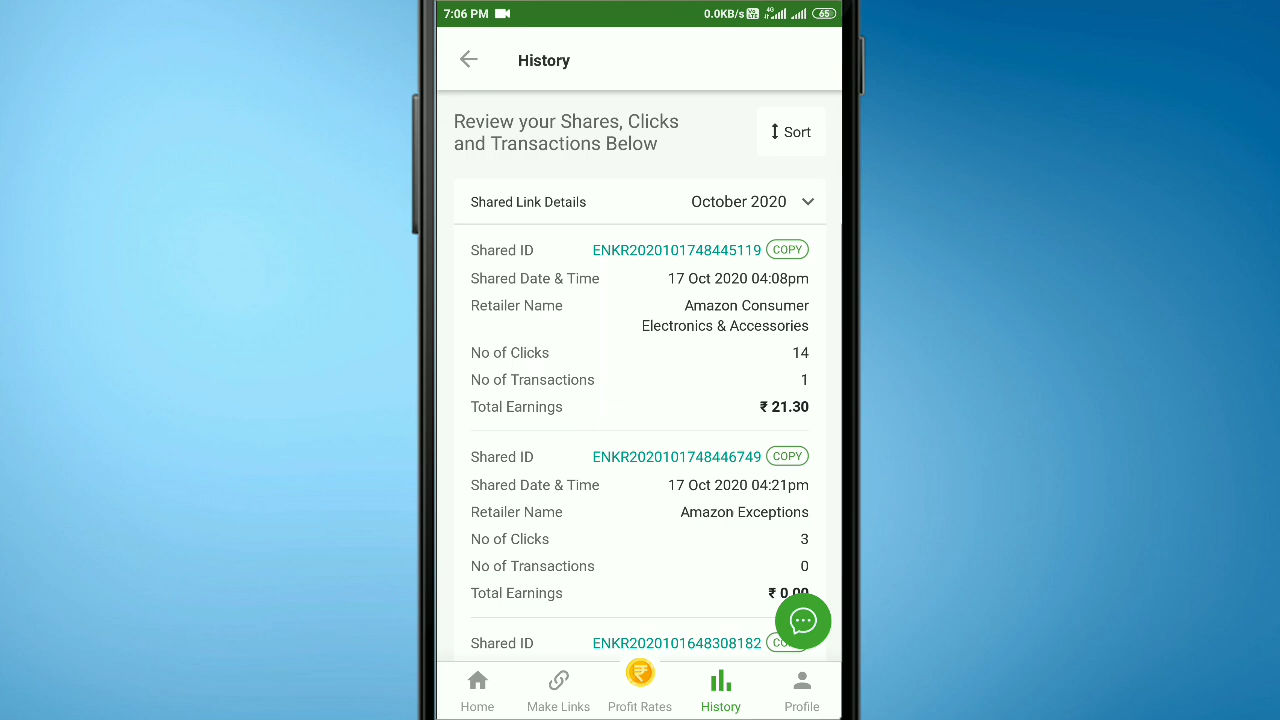 7:06 PM 0.0KB/s 4G 65
History
Review your Shares, Clicks
and Transactions Below
Sort
Shared Link Details October 2020
Shared ID ENKR2020101748445119 COPY
Shared Date & Time 17 Oct 2020 04:08pm
Retailer Name Amazon Consumer
Electronics & Accessories
No of Clicks 14
No of Transactions 1
Total Earnings ₹ 21.30
Shared ID ENKR2020101748446749 COPY
Shared Date & Time 17 Oct 2020 04:21pm
Retailer Name Amazon Exceptions
No of Clicks 3
No of Transactions 0
Total Earnings ₹ 0.00
Shared ID ENKR2020101648308182
Home Make Links Profit Rates History Profile